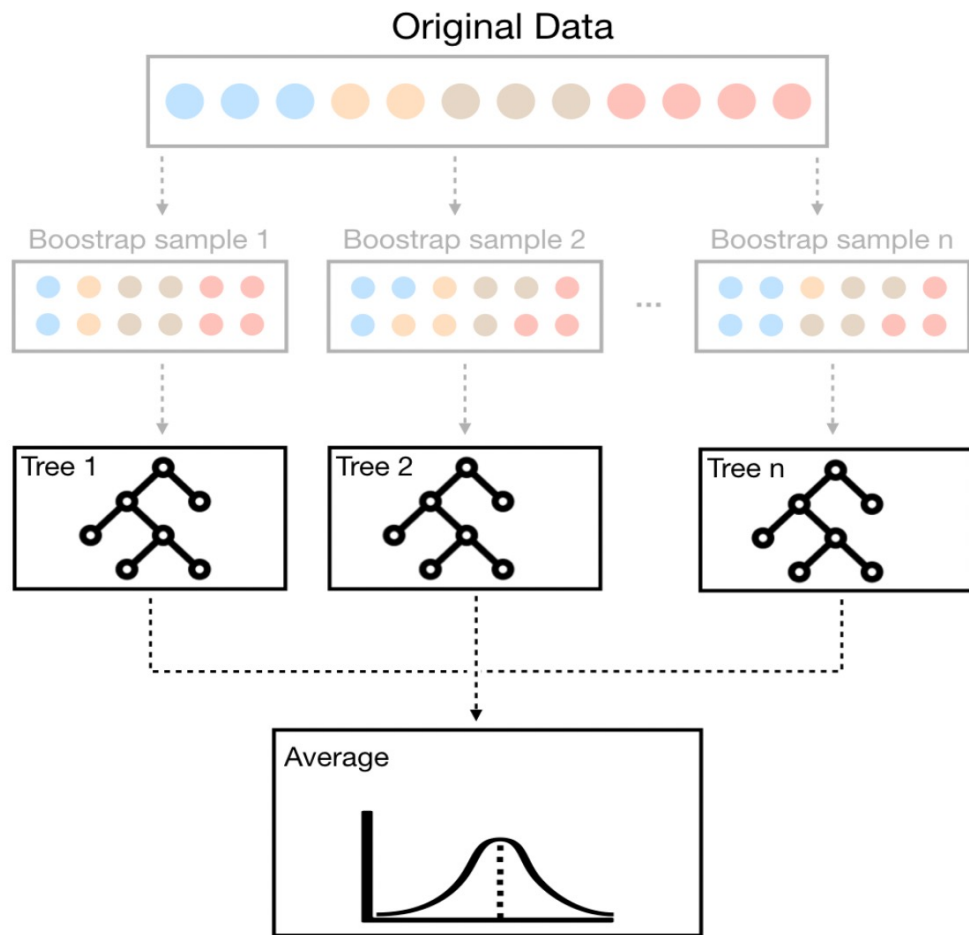 Original Data
Boostrap sample 1
Boostrap sample 2
Boostrap sample n
...
Tree 1
Tree 2
Tree n
Average